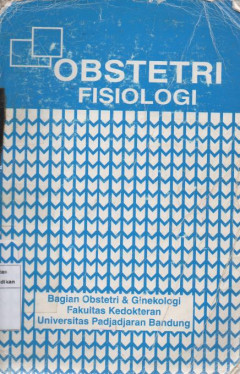 OBSTETRI
FISIOLOGI
Bagian Obstetri & Ginekologi
Fakultas Kedokteran
Universitas Padjadjaran Bandung